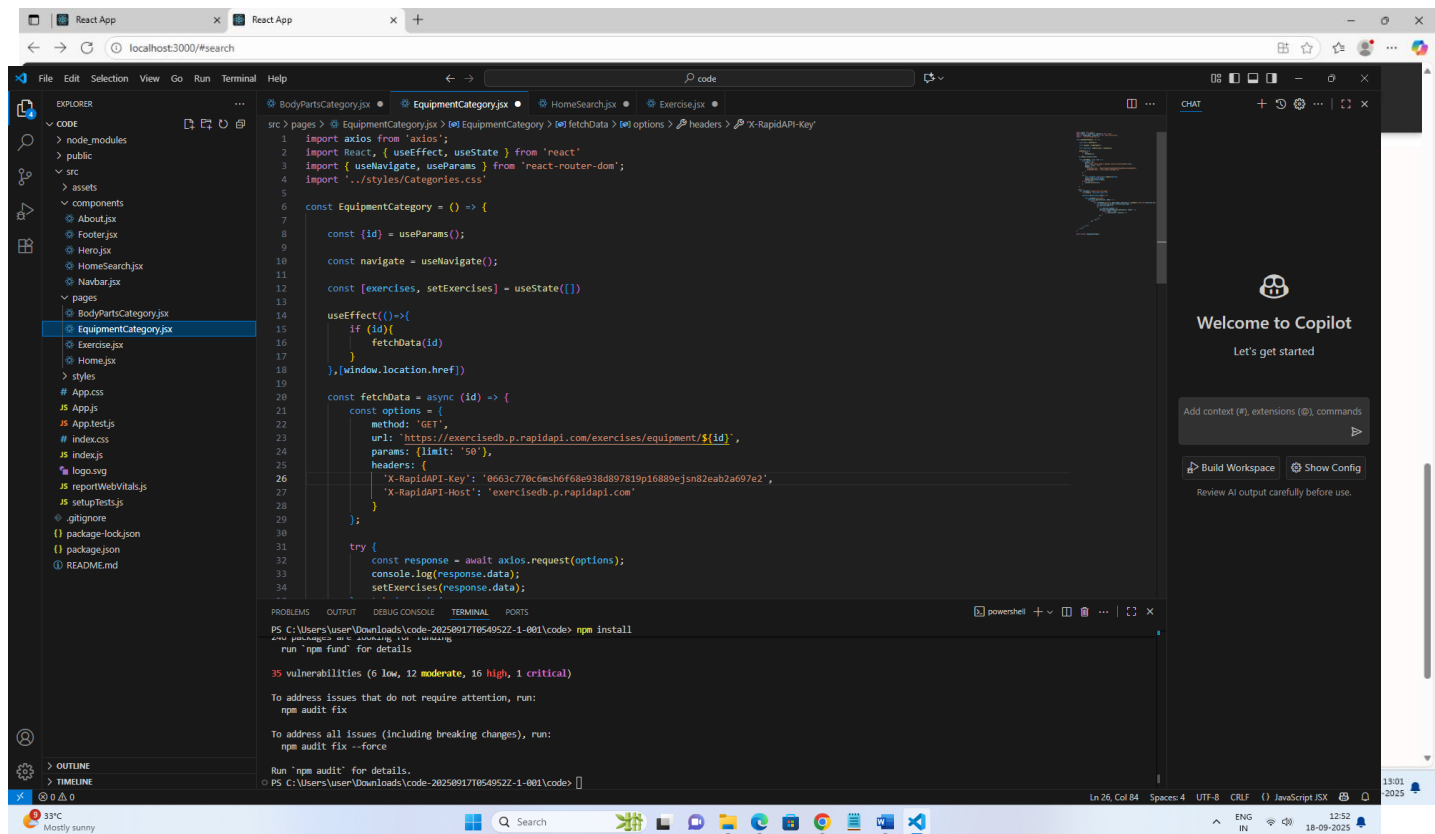 React App
React App
localhost:3000/#search
File Edit Selection View Go Run Terminal Help
code
EXPLORER
CODE
node_modules
public
src
assets
components
About.jsx
Footer.jsx
Hero.jsx
HomeSearch.jsx
Navbar.jsx
pages
BodyPartsCategory.jsx
EquipmentCategory.jsx
Exercise.jsx
Home.jsx
styles
# App.css
JS App.js
JS App.test.js
# index.css
JS index.js
logo.svg
JS reportWebVitals.js
JS setupTests.js
.gitignore
{} package-lock.json
{} package.json
README.md
OUTLINE
TIMELINE
BodyPartsCategory.jsx EquipmentCategory.jsx HomeSearch.jsx Exercise.jsx
src > pages > EquipmentCategory.jsx > EquipmentCategory > fetchData > options > headers > 'X-RapidAPI-Key'
1 import axios from 'axios';
2 import React, { useEffect, useState } from 'react'
3 import { useNavigate, useParams } from 'react-router-dom';
4 import '../styles/Categories.css'
5
6 const EquipmentCategory = () => {
7
8 const {id} = useParams();
9
10 const navigate = useNavigate();
11
12 const [exercises, setExercises] = useState([])
13
14 useEffect(()=>{
15 if (id){
16 fetchData(id)
17 }
18 },[window.location.href])
19
20 const fetchData = async (id) => {
21 const options = {
22 method: 'GET',
23 url: `https://exercisedb.p.rapidapi.com/exercises/equipment/${id}`,
24 params: {limit: '50'},
25 headers: {
26 'X-RapidAPI-Key': '0663c770c6msh6f68e938d897819p16889ejsn82eab2a697e2',
27 'X-RapidAPI-Host': 'exercisedb.p.rapidapi.com'
28 }
29 };
30
31 try {
32 const response = await axios.request(options);
33 console.log(response.data);
34 setExercises(response.data);
PROBLEMS OUTPUT DEBUG CONSOLE TERMINAL PORTS
powershell
PS C:\Users\user\Downloads\code-20250917T054952Z-1-001\code> npm install
run `npm fund` for details
35 vulnerabilities (6 low, 12 moderate, 16 high, 1 critical)
To address issues that do not require attention, run:
npm audit fix
To address all issues (including breaking changes), run:
npm audit fix --force
Run `npm audit` for details.
PS C:\Users\user\Downloads\code-20250917T054952Z-1-001\code>
CHAT
Welcome to Copilot
Let's get started
Add context (#), extensions (@), commands
Build Workspace Show Config
Review AI output carefully before use.
0 0 0
Ln 26, Col 84 Spaces: 4 UTF-8 CRLF {} JavaScript JSX
13:01
-2025
9
33°C
Mostly sunny
Search
ENG
IN
12:52
18-09-2025